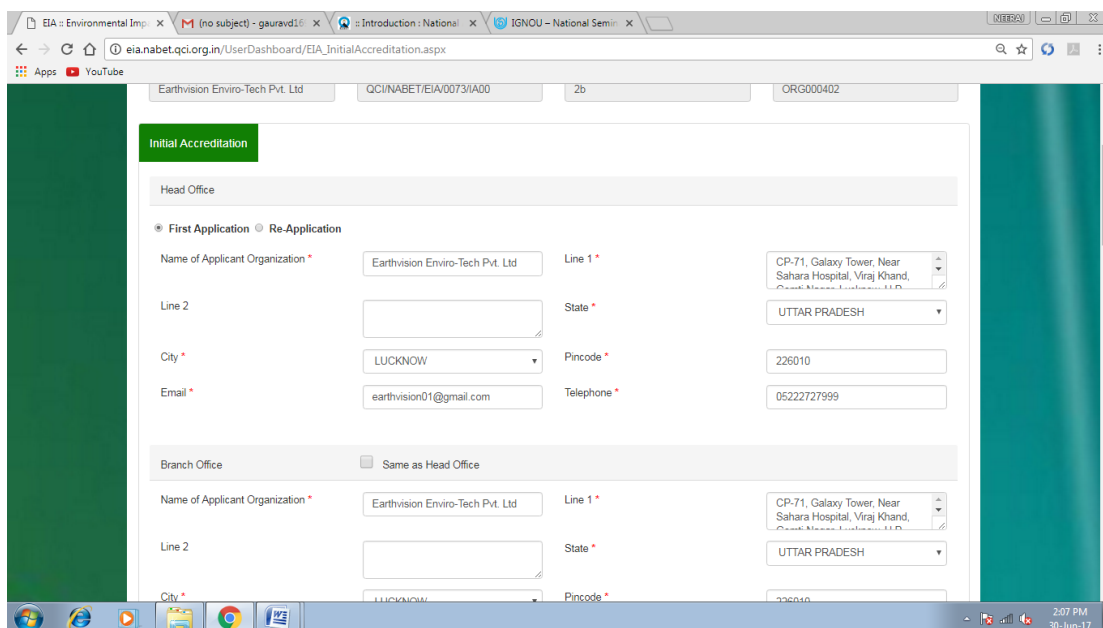 EIA :: Environmental Imp
M (no subject) - gauravd16
:: Introduction : National
IGNOU – National Semin
NEERAJ
eia.nabet.qci.org.in/UserDashboard/EIA_InitialAccreditation.aspx
Apps YouTube
Earthvision Enviro-Tech Pvt. Ltd QCI/NABET/EIA/0073/IA00 2b ORG000402
Initial Accreditation
Head Office
First Application Re-Application
Name of Applicant Organization * Earthvision Enviro-Tech Pvt. Ltd Line 1 * CP-71, Galaxy Tower, Near
Sahara Hospital, Viraj Khand,
Line 2 State * UTTAR PRADESH
City * LUCKNOW Pincode * 226010
Email * earthvision01@gmail.com Telephone * 05222727999
Branch Office Same as Head Office
Name of Applicant Organization * Earthvision Enviro-Tech Pvt. Ltd Line 1 * CP-71, Galaxy Tower, Near
Sahara Hospital, Viraj Khand,
Line 2 State * UTTAR PRADESH
City * LUCKNOW Pincode * 226010
2:07 PM
30-Jun-17